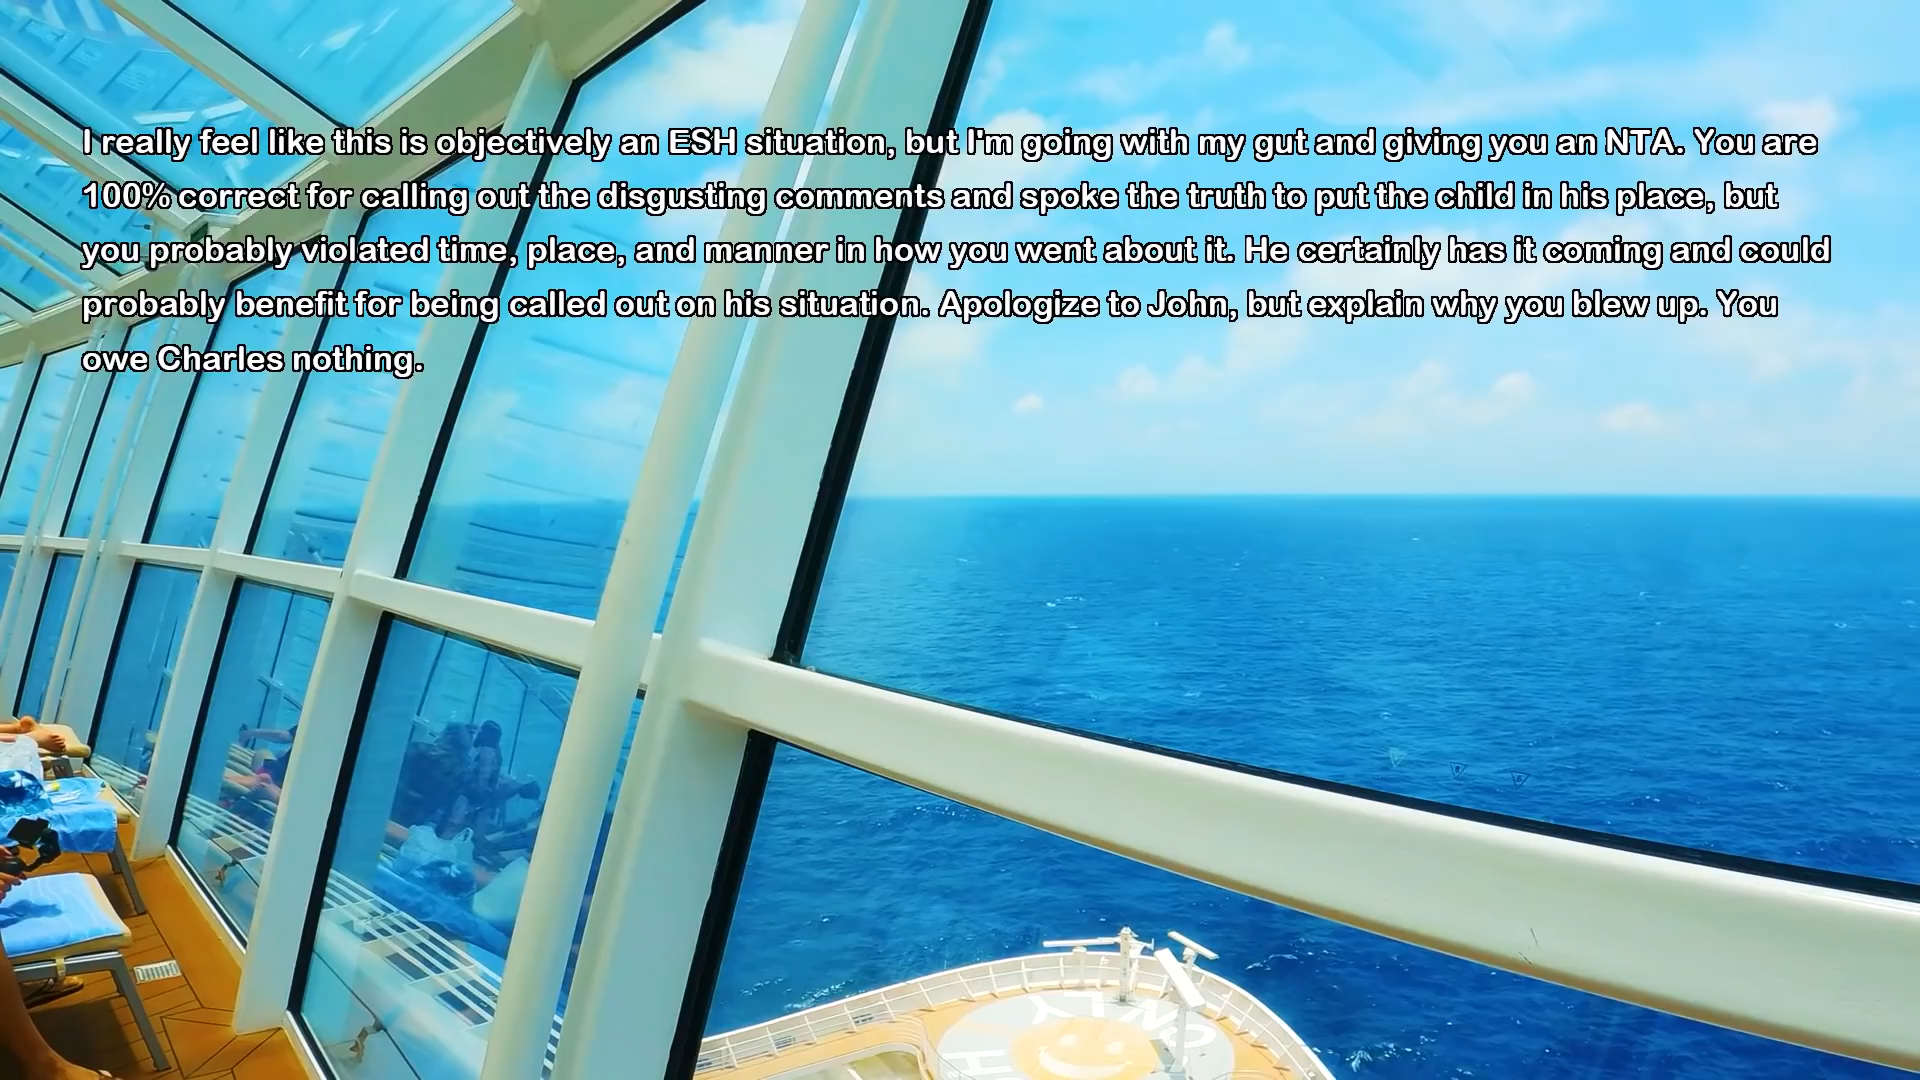 I really feel like this is objectively an ESH situation, but I'm going with my gut and giving you an NTA. You are
100% correct for calling out the disgusting comments and spoke the truth to put the child in his place, but
you probably violated time, place, and manner in how you went about it. He certainly has it coming and could
probably benefit for being called out on his situation. Apologize to John, but explain why you blew up. You
owe Charles nothing.
ONLY